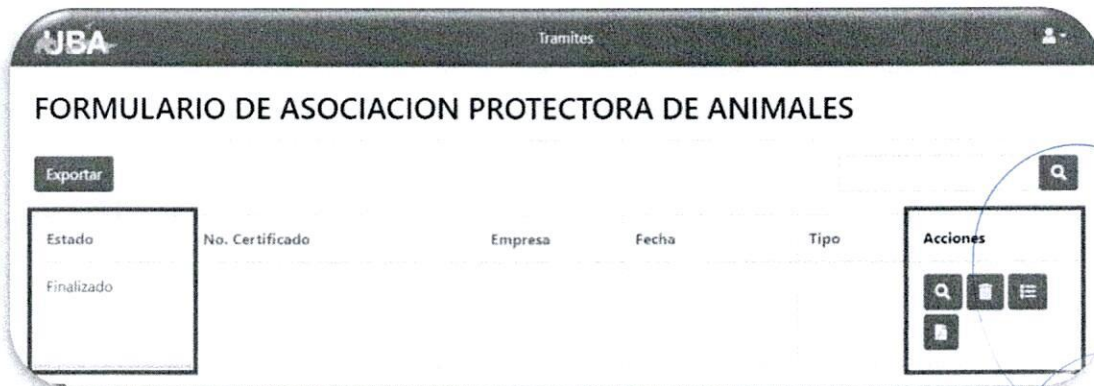 UBA
Tramites
FORMULARIO DE ASOCIACION PROTECTORA DE ANIMALES
Exportar
Estado No. Certificado Empresa Fecha Tipo Acciones
Finalizado